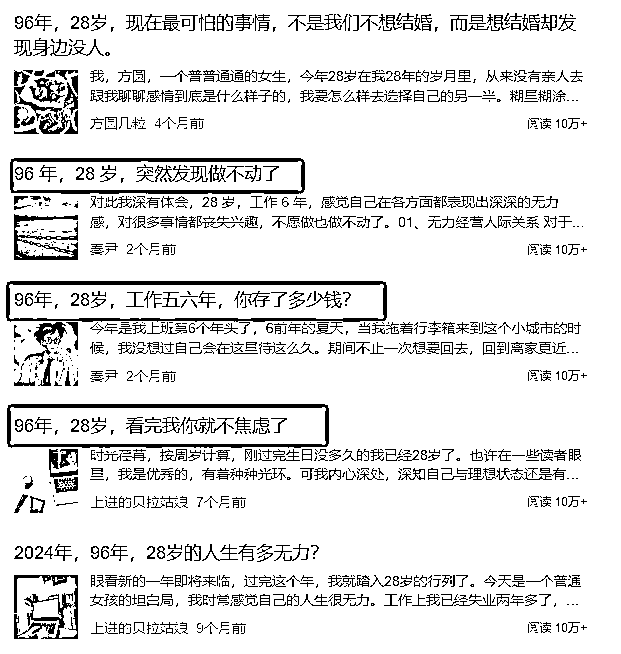 96年，28岁，现在最可怕的事情，不是我们不想结婚，而是想结婚却发
现身边没人。
我，方圆，一个普普通通的女生，今年28岁在我28年的岁月里，从来没有亲人去
跟我聊聊感情到底是什么样子的，我要怎么样去选择自己的另一半。糊里糊涂...
方圆几粒 4个月前
阅读 10万+
96 年，28 岁，突然发现做不动了
对此我深有体会，28 岁，工作 6 年，感觉自己在各方面都表现出深深的无力
感，对很多事情都丧失兴趣，不愿做也做不动了。01、无力经营人际关系 对于...
2个月前
阅读 10万+
96年，28岁，工作五六年，你存了多少钱？
今年是我上班第6个年头了，6前年的夏天，当我拖着行李箱来到这个小城市的时
候，我没想过自己会在这里待这么久。期间不止一次想要回去，回到离家更近...
2个月前
阅读 10万+
96年，28岁，看完我你就不焦虑了
时光荏苒，按周岁计算，刚过完生日没多久的我已经28岁了。也许在一些读者眼
里，我是优秀的，有着种种光环。可我内心深处，深知自己与理想状态还是有...
上进的贝拉姑娘 7个月前
阅读 10万+
2024年，96年，28岁的人生有多无力？
眼看新的一年即将来临，过完这个年，我就踏入28岁的行列了。今天是一个普通
女孩的坦白局，我时常感觉自己的人生很无力。工作上我已经失业两年多了，...
上进的贝拉姑娘 9个月前
阅读 10万+